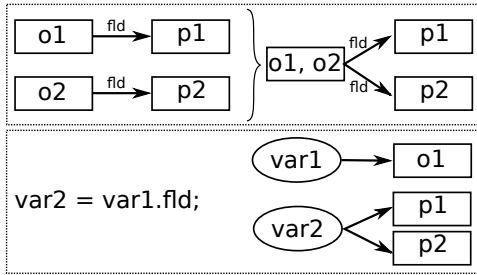 o1 fld p1
o2 fld p2
o1, o2
fld p1
fld p2
var1 o1
var2 = var1.fld;
var2 p1
p2